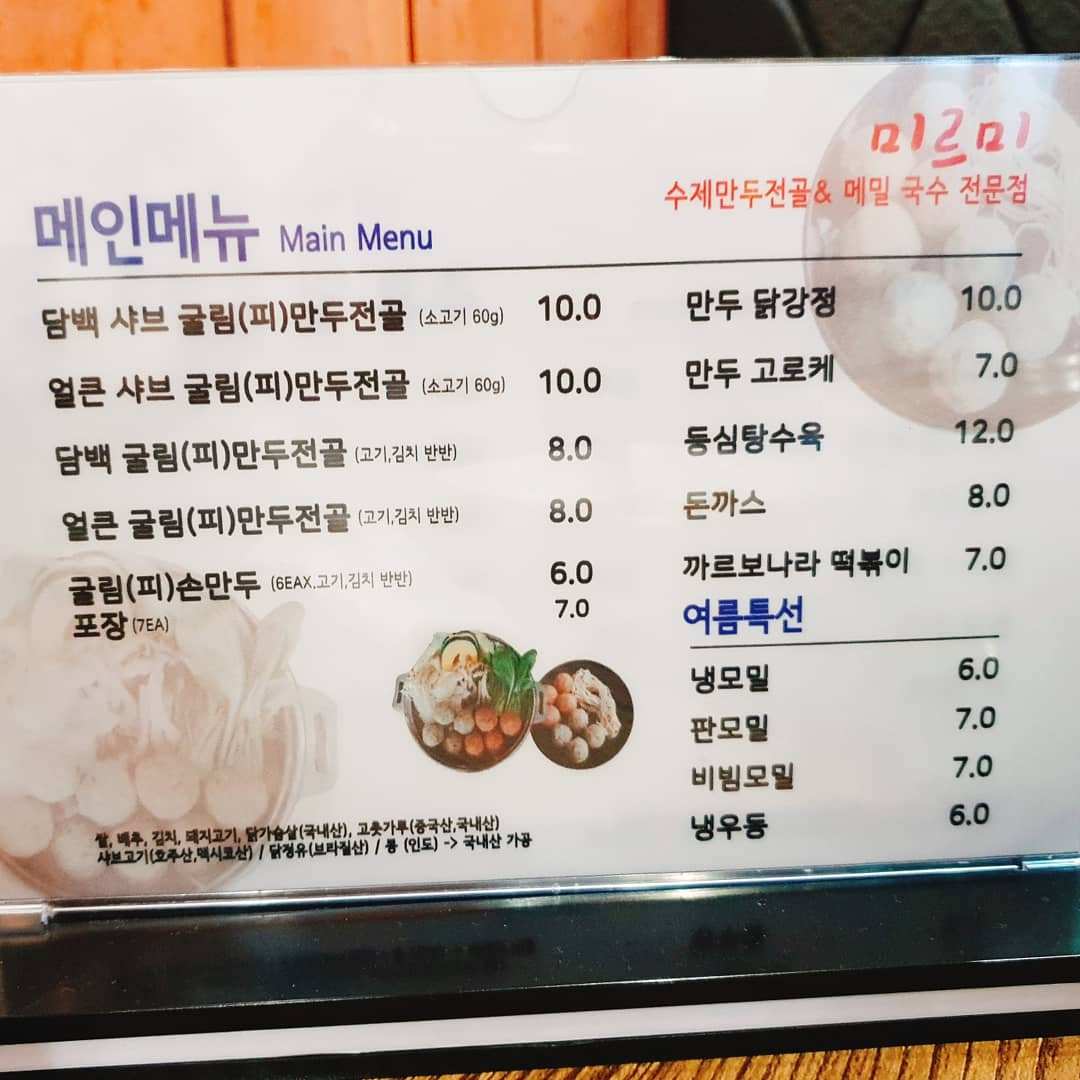 미르미
수제만두전골& 메밀 국수 전문점
메인메뉴 Main Menu
담백 샤브 굴림(피)만두전골 (소고기 60g) 10.0
얼큰 샤브 굴림(피)만두전골 (소고기 60g) 10.0
담백 굴림(피)만두전골 (고기,김치 반반) 8.0
얼큰 굴림(피)만두전골 (고기,김치 반반) 8.0
굴림(피)손만두 (6EAX.고기,김치 반반) 6.0
포장 (7EA) 7.0
만두 닭강정 10.0
만두 고로케 7.0
등심탕수육 12.0
돈까스 8.0
까르보나라 떡볶이 7.0
여름특선
냉모밀 6.0
판모밀 7.0
비빔모밀 7.0
냉우동 6.0
쌀, 배추, 김치, 돼지고기, 닭가슴살(국내산), 고춧가루(중국산,국내산)
샤브고기(호주산,멕시코산) / 닭정육(브라질산) / 통 (인도) -> 국내산 가공